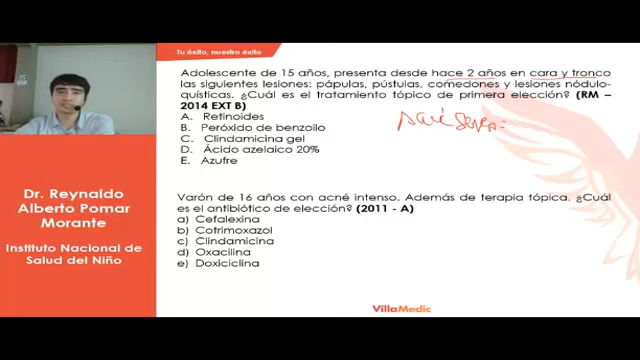 Tu éxito, nuestro éxito
Adolescente de 15 años, presenta desde hace 2 años en cara y tronco
las siguientes lesiones: pápulas, pústulas, comedones y lesiones nódulo-
quísticas. ¿Cuál es el tratamiento tópico de primera elección? (RM –
2014 EXT B)
A. Retinoides
B. Peróxido de benzoilo
C. Clindamicina gel
D. Ácido azelaico 20%
E. Azufre
Varón de 16 años con acné intenso. Además de terapia tópica. ¿Cuál
es el antibiótico de elección? (2011 - A)
a) Cefalexina
b) Cotrimoxazol
c) Clindamicina
d) Oxacilina
e) Doxiciclina
Dr. Reynaldo
Alberto Pomar
Morante
Instituto Nacional de
Salud del Niño
VillaMedic